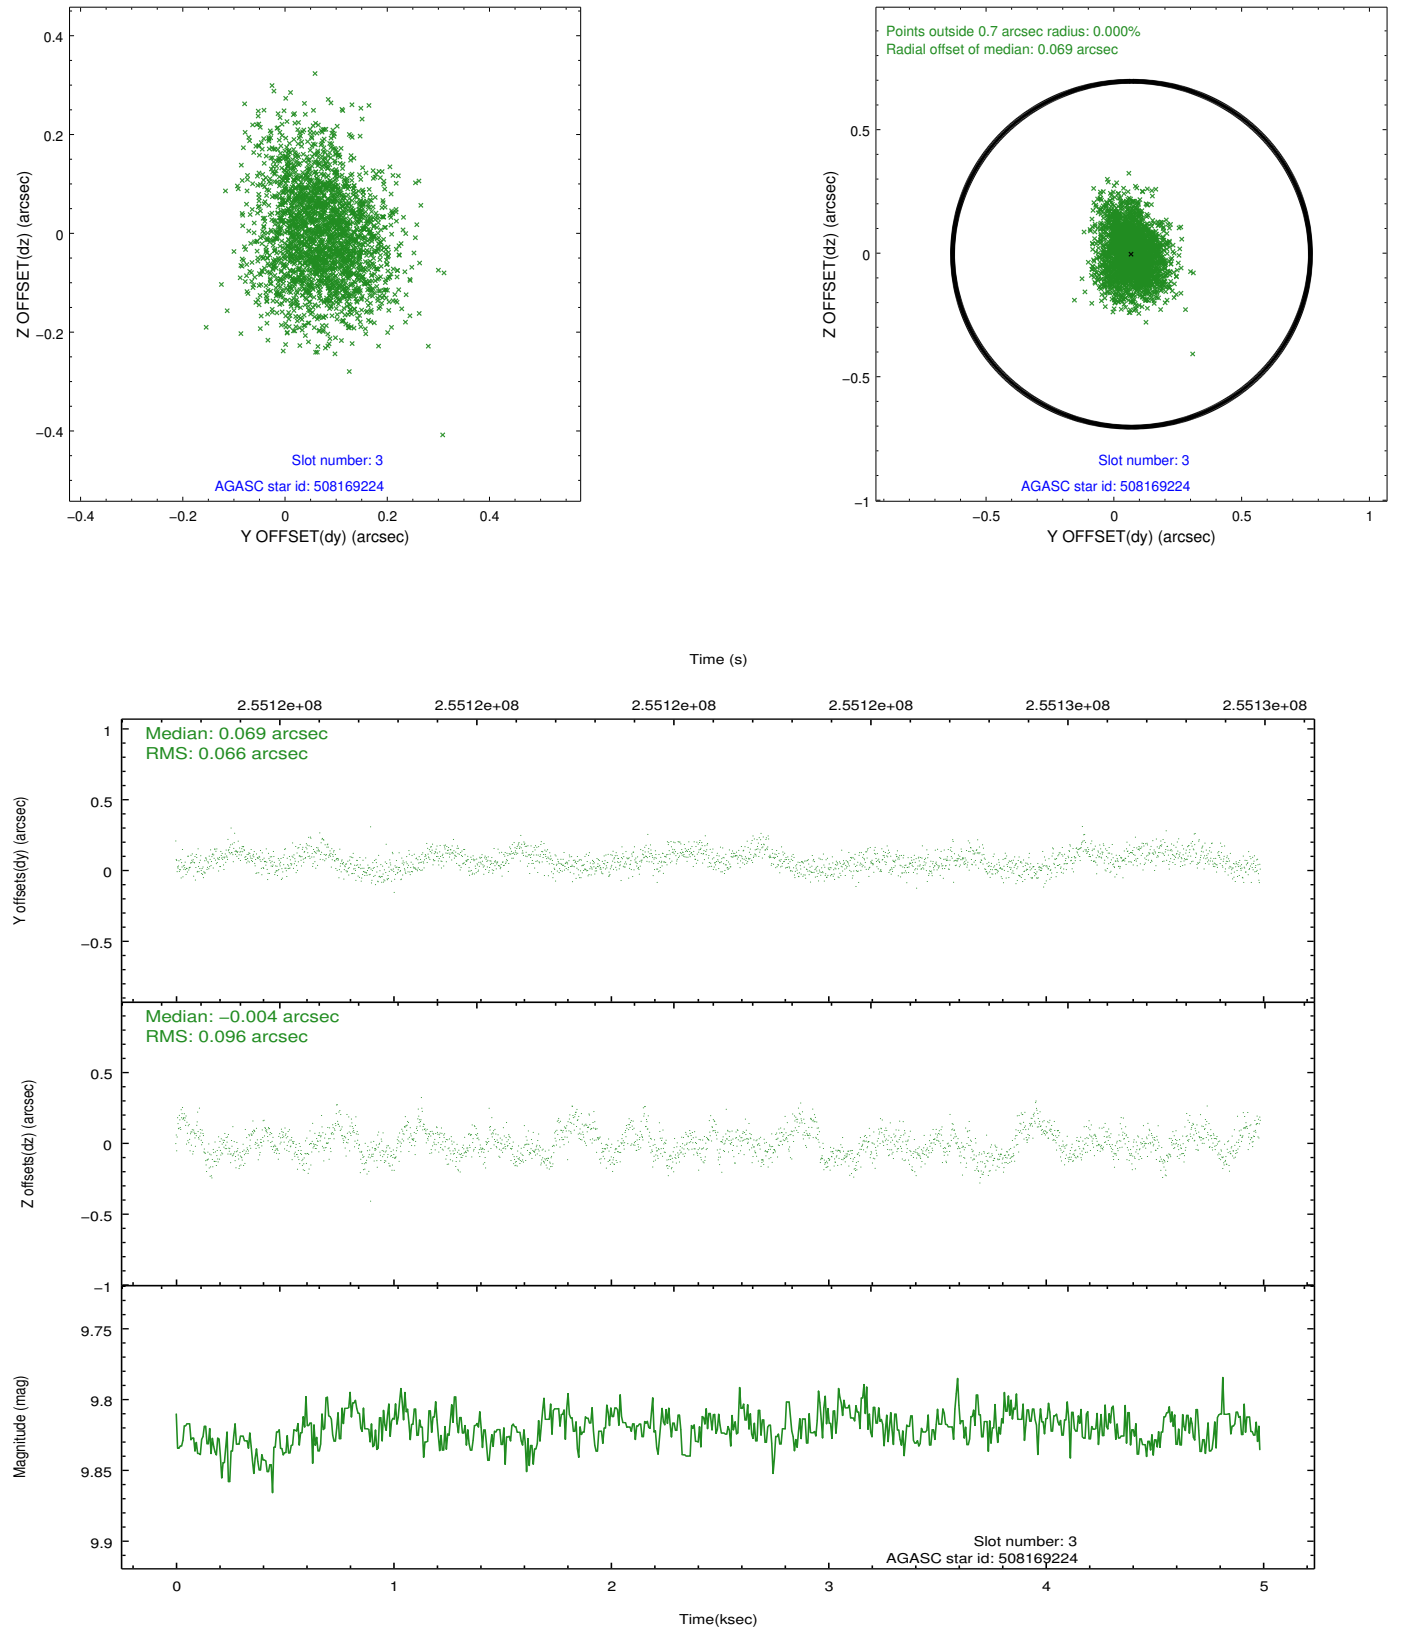 0.4
0.2
0
−0.2
−0.4
Z OFFSET(dz) (arcsec)
Slot number: 3
AGASC star id: 508169224
−0.4 −0.2 0 0.2 0.4
Y OFFSET(dy) (arcsec)
Points outside 0.7 arcsec radius: 0.000%
Radial offset of median: 0.069 arcsec
0.5
0
−0.5
−1
Z OFFSET(dz) (arcsec)
Slot number: 3
AGASC star id: 508169224
−0.5 0 0.5 1
Y OFFSET(dy) (arcsec)
Time (s)
2.5512e+08 2.5512e+08 2.5512e+08 2.5512e+08 2.5513e+08 2.5513e+08
Median: 0.069 arcsec
RMS: 0.066 arcsec
1
0.5
0
−0.5
Y offsets(dy) (arcsec)
Median: −0.004 arcsec
RMS: 0.096 arcsec
0.5
0
−0.5
−1
Z offsets(dz) (arcsec)
9.75
9.8
9.85
9.9
Magnitude (mag)
Slot number: 3
AGASC star id: 508169224
0 1 2 3 4 5
Time(ksec)